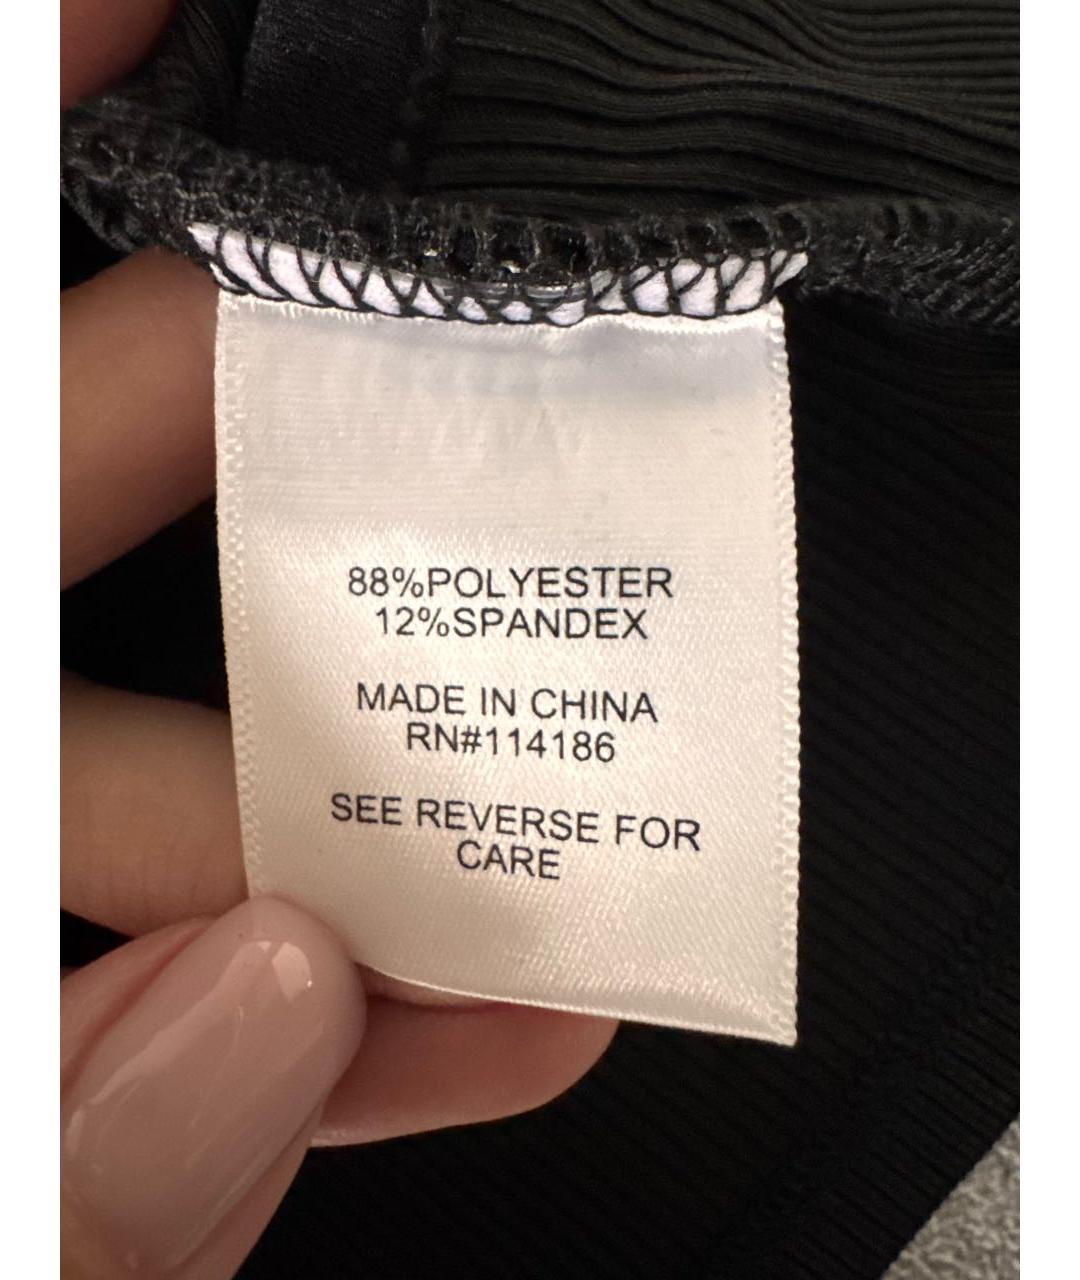 88%POLYESTER
12%SPANDEX
MADE IN CHINA
RN#114186
SEE REVERSE FOR
CARE